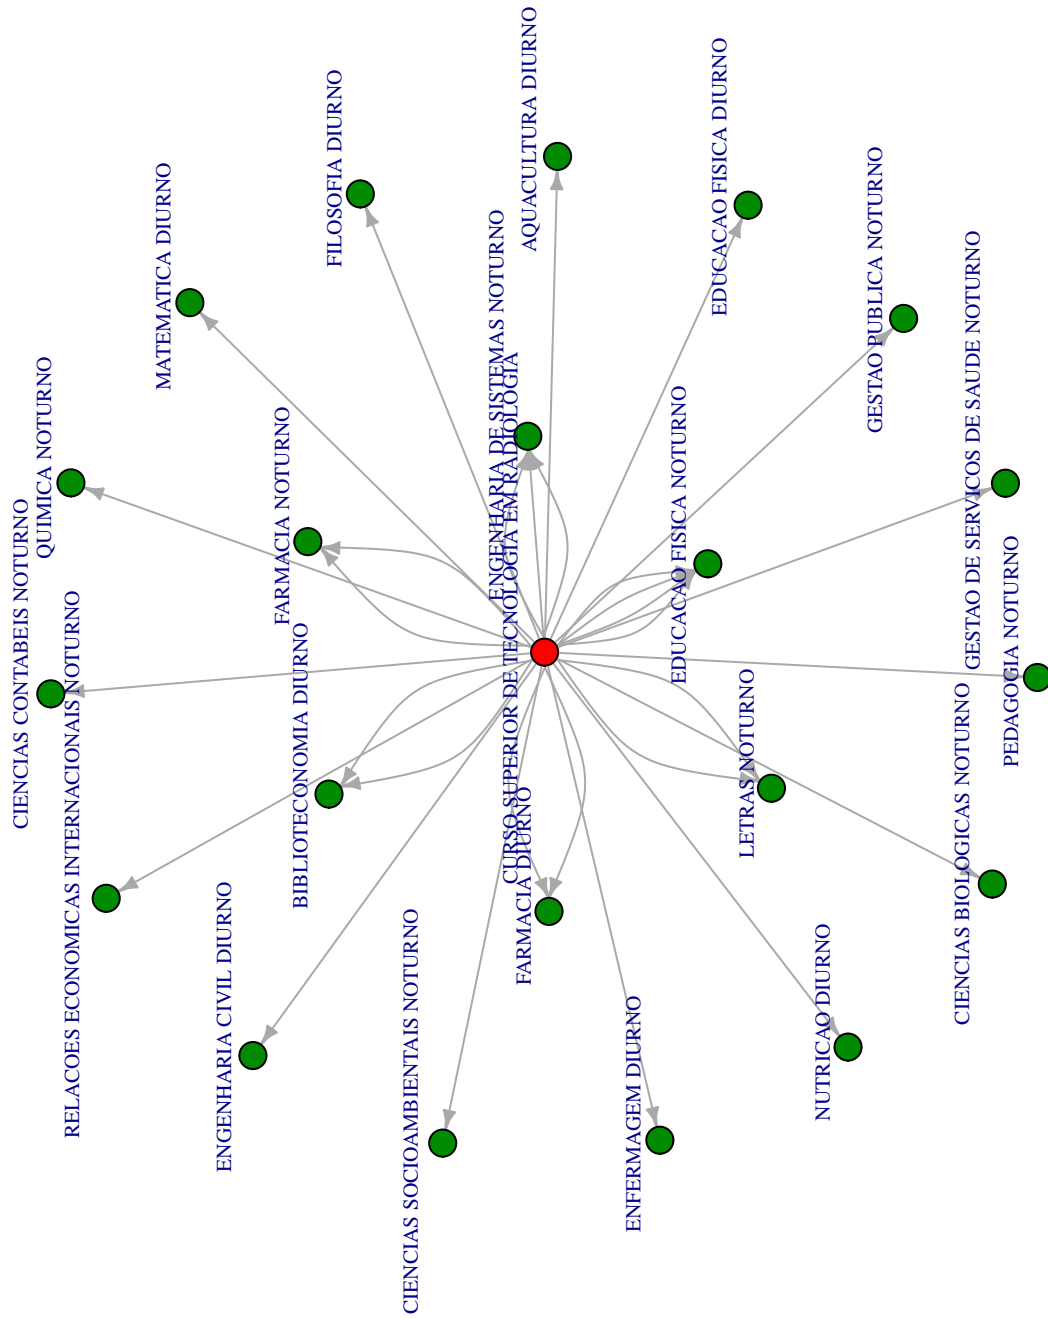 AQUACULTURA DIURNO
EDUCACAO FISICA DIURNO
FILOSOFIA DIURNO
GESTAO PUBLICA NOTURNO
MATEMATICA DIURNO
ENGENHARIA DE SISTEMAS NOTURNO
GESTAO DE SERVICOS DE SAUDE NOTURNO
CURSO SUPERIOR DE TECNOLOGIA EM RADIOLOGIA
QUIMICA NOTURNO
EDUCACAO FISICA NOTURNO
FARMACIA NOTURNO
CIENCIAS CONTABEIS NOTURNO
PEDAGOGIA NOTURNO
RELACOES ECONOMICAS INTERNACIONAIS NOTURNO
BIBLIOTECONOMIA DIURNO
LETRAS NOTURNO
CIENCIAS BIOLOGICAS NOTURNO
FARMACIA DIURNO
ENGENHARIA CIVIL DIURNO
CIENCIAS SOCIOAMBIENTAIS NOTURNO
NUTRICAO DIURNO
ENFERMAGEM DIURNO